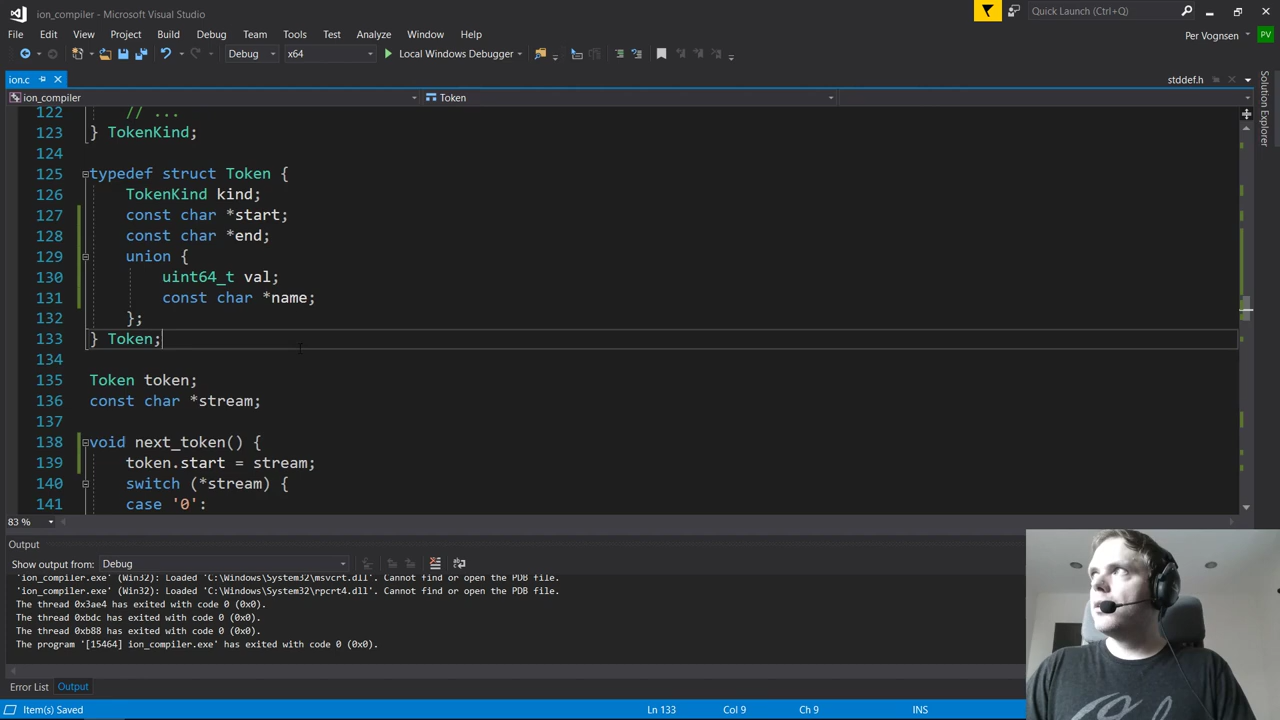 ion_compiler - Microsoft Visual Studio
Quick Launch (Ctrl+Q)
File Edit View Project Build Debug Team Tools Test Analyze Window Help
Per Vognsen PV
Debug x64 Local Windows Debugger
ion.c
stddef.h
ion_compiler Token
Solution Explorer
122 // ...
123 } TokenKind;
124
125 typedef struct Token {
126 TokenKind kind;
127 const char *start;
128 const char *end;
129 union {
130 uint64_t val;
131 const char *name;
132 };
133 } Token;
134
135 Token token;
136 const char *stream;
137
138 void next_token() {
139 token.start = stream;
140 switch (*stream) {
141 case '0':
83 %
Output
Show output from: Debug
'ion_compiler.exe' (Win32): Loaded 'C:\Windows\System32\msvcrt.dll'. Cannot find or open the PDB file.
'ion_compiler.exe' (Win32): Loaded 'C:\Windows\System32\rpcrt4.dll'. Cannot find or open the PDB file.
The thread 0x3ae4 has exited with code 0 (0x0).
The thread 0xbdc has exited with code 0 (0x0).
The thread 0xb88 has exited with code 0 (0x0).
The program '[15464] ion_compiler.exe' has exited with code 0 (0x0).
Error List Output
Item(s) Saved Ln 133 Col 9 Ch 9 INS